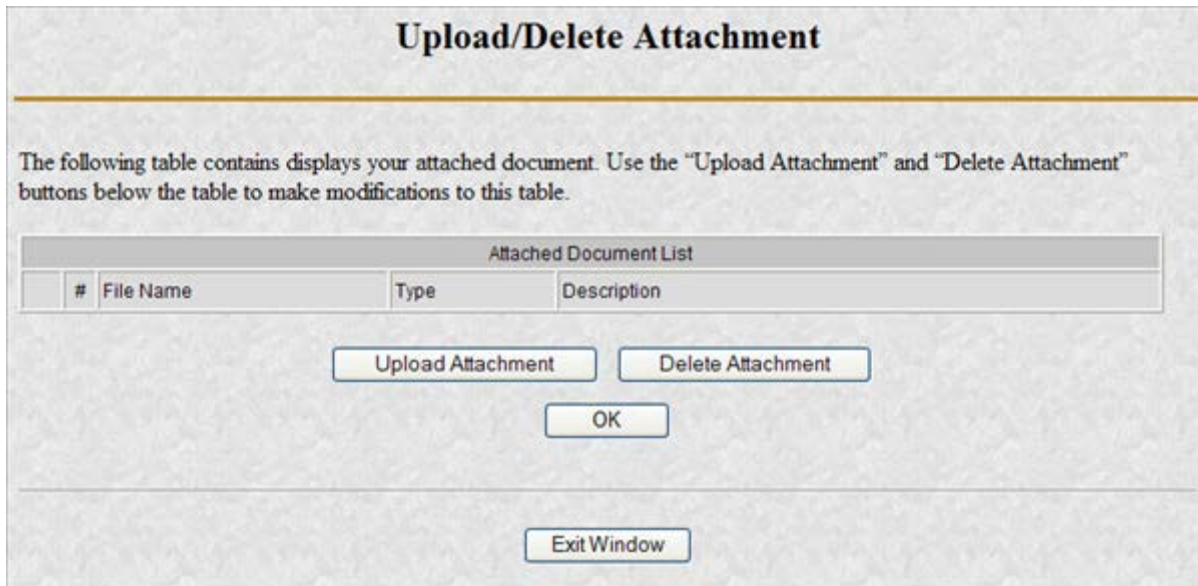 Upload/Delete Attachment
The following table contains displays your attached document. Use the “Upload Attachment” and “Delete Attachment”
buttons below the table to make modifications to this table.
Attached Document List
# File Name Type Description
Upload Attachment Delete Attachment
OK
Exit Window